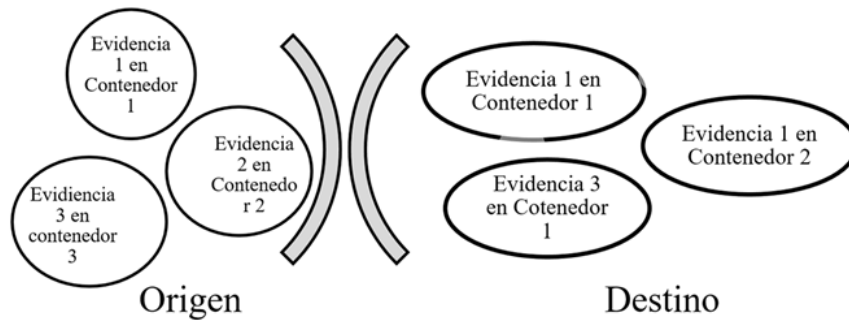 Evidencia
1 en
Contenedor
1
Evidencia
2 en
Contenedo
r 2
Evidiencia
3 en
contenedor
3
Origen
Evidencia 1 en
Contenedor 1
Evidencia 1 en
Contenedor 2
Evidencia 3
en Cotenedor
1
Destino